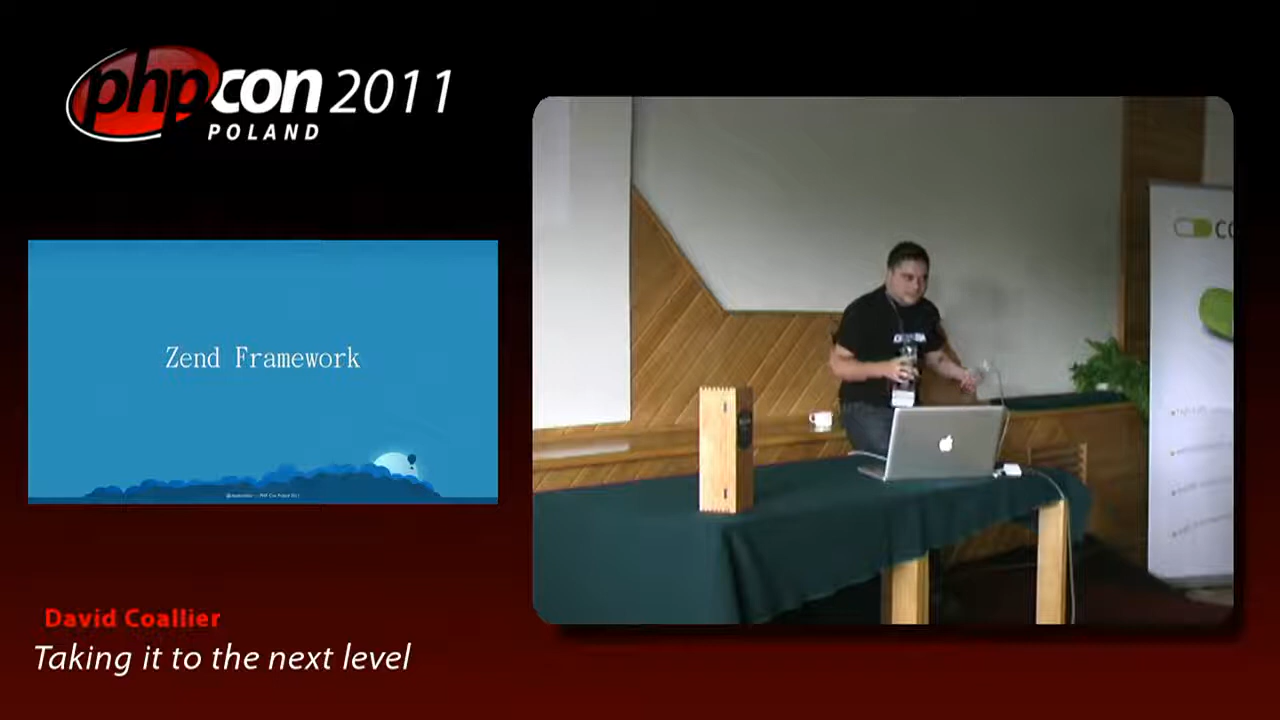 phpcon 2011
POLAND
Zend Framework
David Coallier
Taking it to the next level